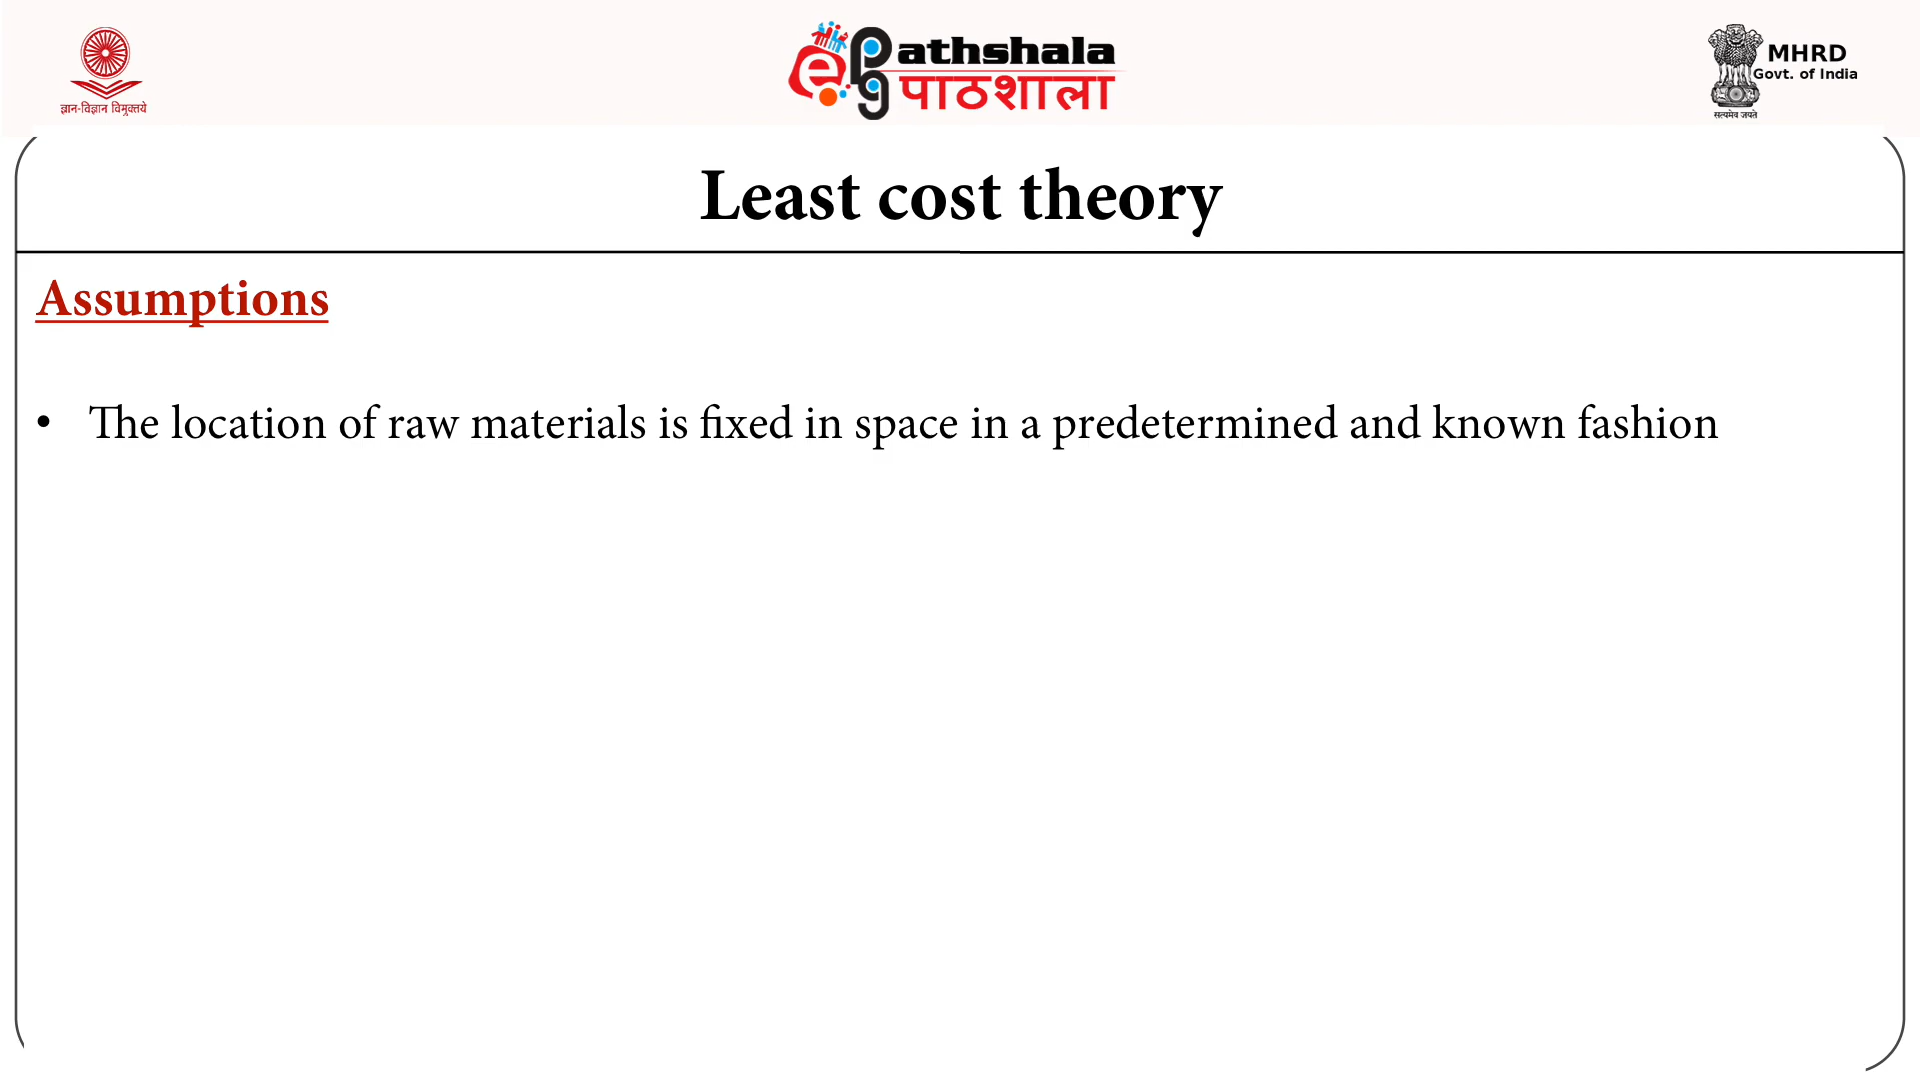 ज्ञान-विज्ञान विमुक्तये
e pg
athshala
पाठशाला
MHRD
Govt. of India
सत्यमेव जयते
Least cost theory
Assumptions
• The location of raw materials is fixed in space in a predetermined and known fashion